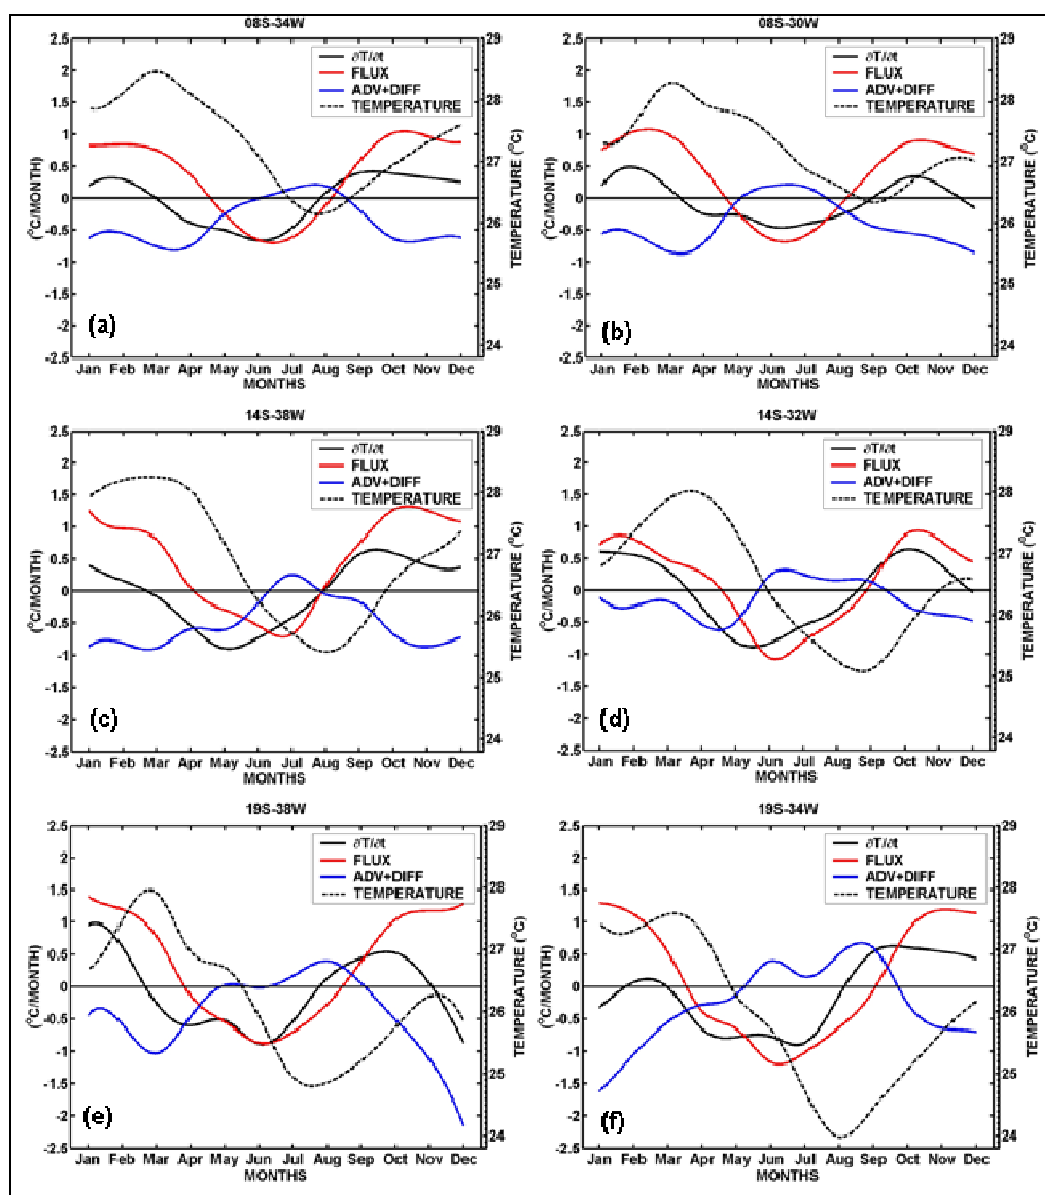 08S-34W
2.5
2
1.5
1
0.5
0
-0.5
-1
-1.5
-2
-2.5
(°C/MONTH)
∂T/∂t
FLUX
ADV+DIFF
TEMPERATURE
29
28
27
26
25
24
TEMPERATURE (°C)
(a)
Jan Feb Mar Apr May Jun Jul Aug Sep Oct Nov Dec
MONTHS
08S-30W
2.5
2
1.5
1
0.5
0
-0.5
-1
-1.5
-2
-2.5
(°C/MONTH)
∂T/∂t
FLUX
ADV+DIFF
TEMPERATURE
29
28
27
26
25
24
TEMPERATURE (°C)
(b)
Jan Feb Mar Apr May Jun Jul Aug Sep Oct Nov Dec
MONTHS
14S-38W
2.5
2
1.5
1
0.5
0
-0.5
-1
-1.5
-2
-2.5
(°C/MONTH)
∂T/∂t
FLUX
ADV+DIFF
TEMPERATURE
29
28
27
26
25
24
TEMPERATURE (°C)
(c)
Jan Feb Mar Apr May Jun Jul Aug Sep Oct Nov Dec
MONTHS
14S-32W
2.5
2
1.5
1
0.5
0
-0.5
-1
-1.5
-2
-2.5
(°C/MONTH)
∂T/∂t
FLUX
ADV+DIFF
TEMPERATURE
29
28
27
26
25
24
TEMPERATURE (°C)
(d)
Jan Feb Mar Apr May Jun Jul Aug Sep Oct Nov Dec
MONTHS
19S-38W
2.5
2
1.5
1
0.5
0
-0.5
-1
-1.5
-2
-2.5
(°C/MONTH)
∂T/∂t
FLUX
ADV+DIFF
TEMPERATURE
29
28
27
26
25
24
TEMPERATURE (°C)
(e)
Jan Feb Mar Apr May Jun Jul Aug Sep Oct Nov Dec
MONTHS
19S-34W
2.5
2
1.5
1
0.5
0
-0.5
-1
-1.5
-2
-2.5
(°C/MONTH)
∂T/∂t
FLUX
ADV+DIFF
TEMPERATURE
29
28
27
26
25
24
TEMPERATURE (°C)
(f)
Jan Feb Mar Apr May Jun Jul Aug Sep Oct Nov Dec
MONTHS